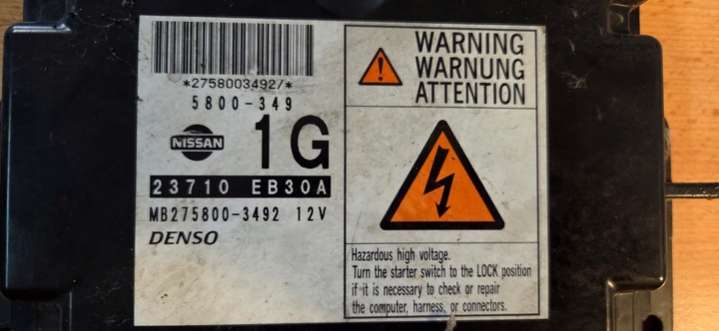 *2758003492/*
5800-349
NISSAN
1G
23710 EB30A
MB275800-3492 12V
DENSO
WARNING
WARNUNG
ATTENTION
Hazardous high voltage.
Turn the starter switch to the LOCK position
if it is necessary to check or repair
the computer, harness, or connectors.